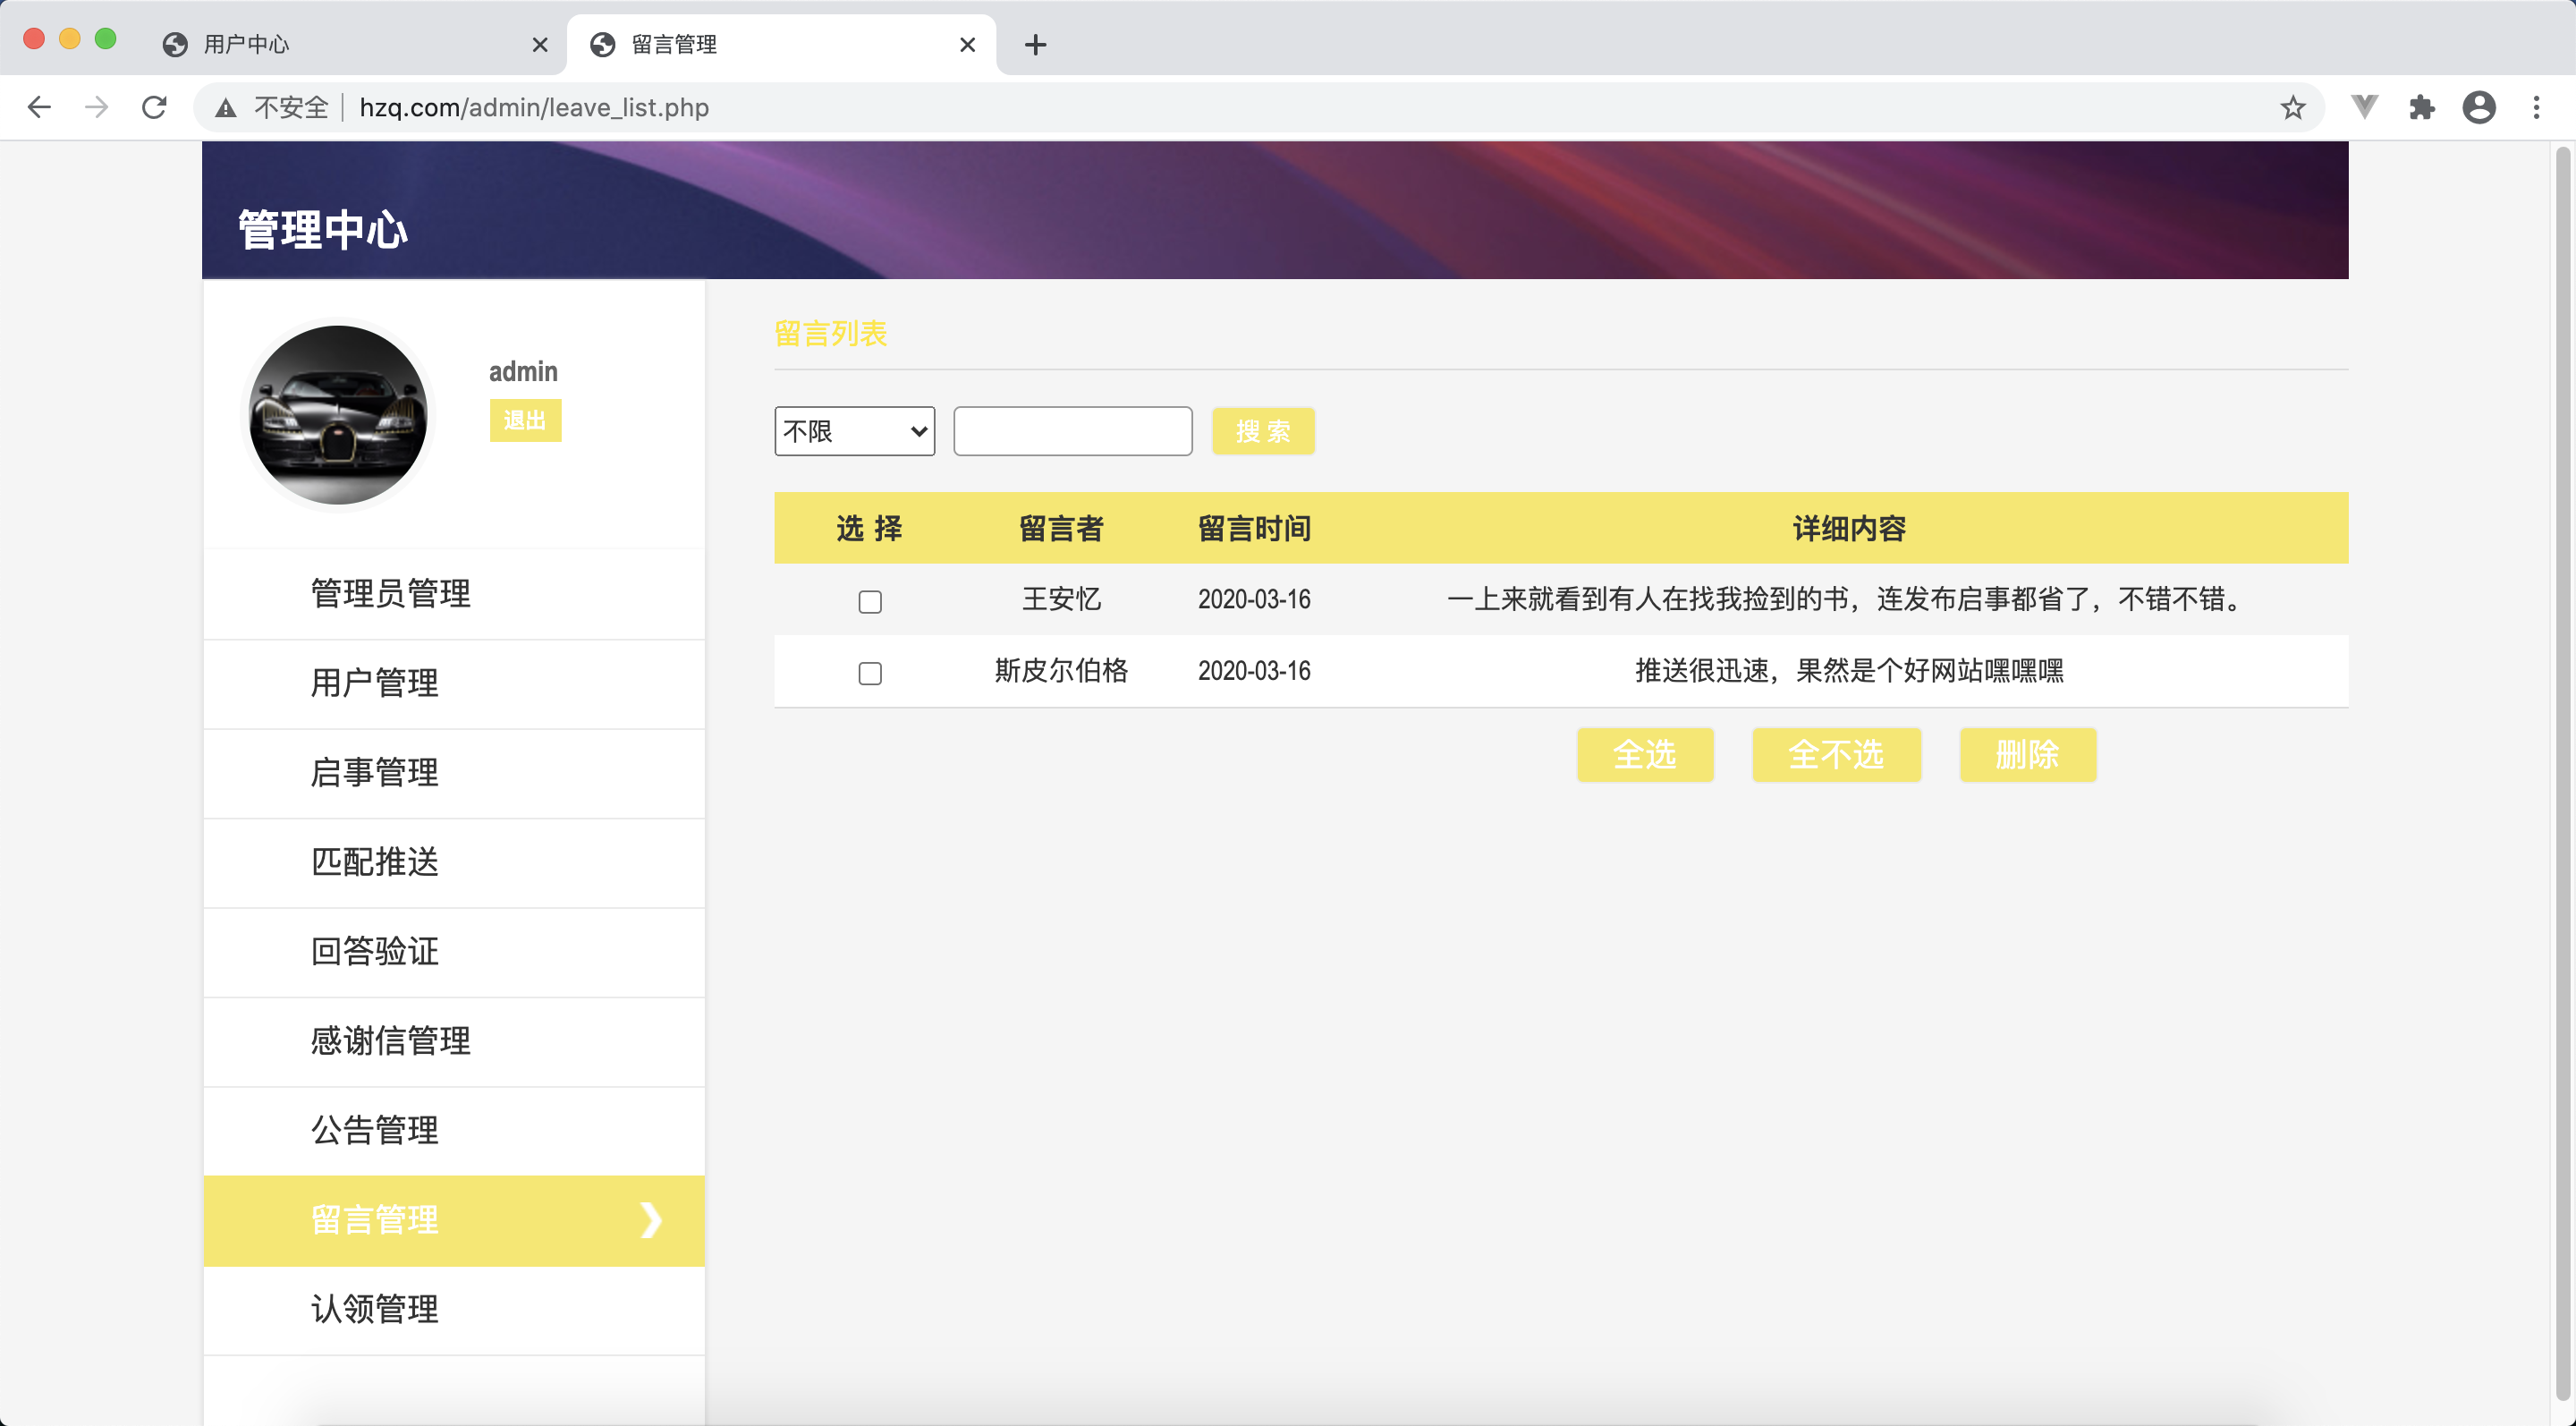 用户中心
留言管理
不安全 hzq.com/admin/leave_list.php
管理中心
admin
退出
管理员管理
用户管理
启事管理
匹配推送
回答验证
感谢信管理
公告管理
留言管理
认领管理
留言列表
不限 搜 索
选 择 留言者 留言时间 详细内容
王安忆 2020-03-16 一上来就看到有人在找我捡到的书，连发布启事都省了，不错不错。
斯皮尔伯格 2020-03-16 推送很迅速，果然是个好网站嘿嘿嘿
全选 全不选 删除